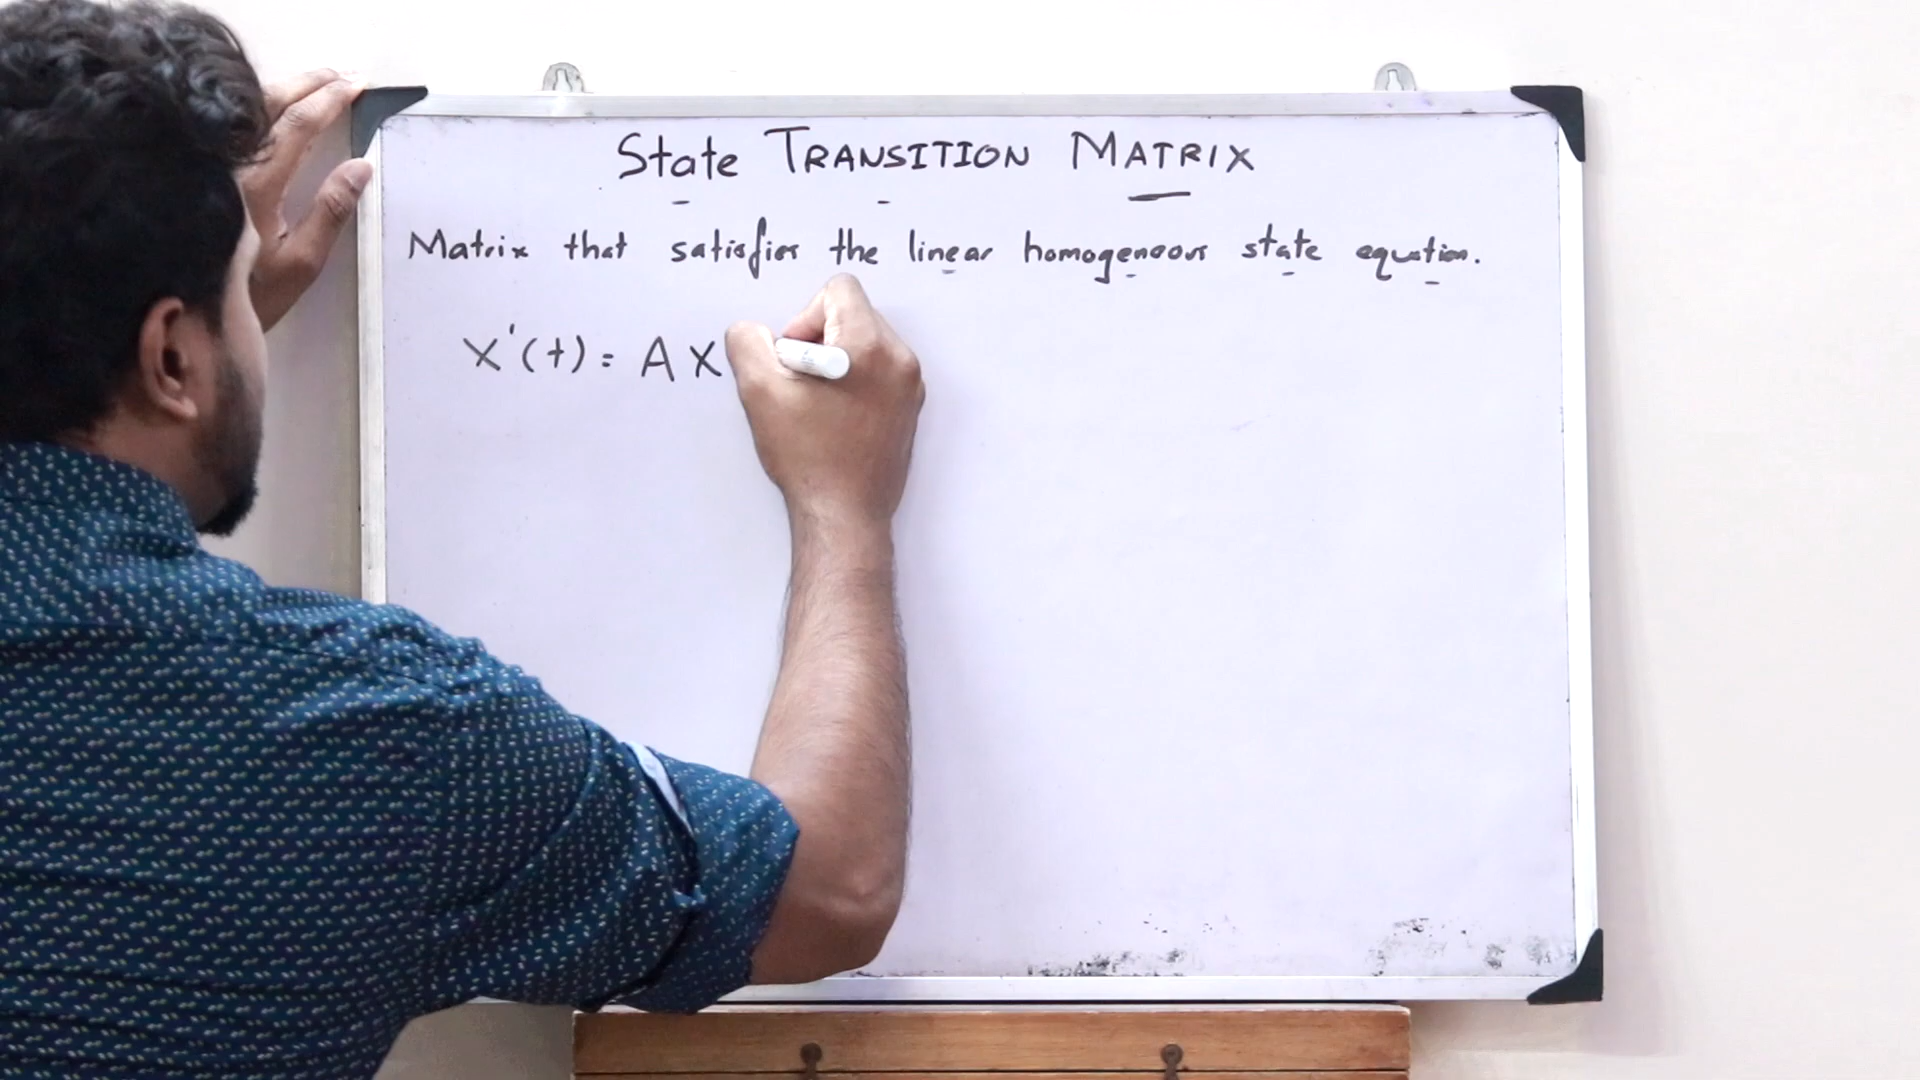 State TRANSITION MATRIX
Matrix that satisfies the linear homogeneous state equation.
X'(t) = A X